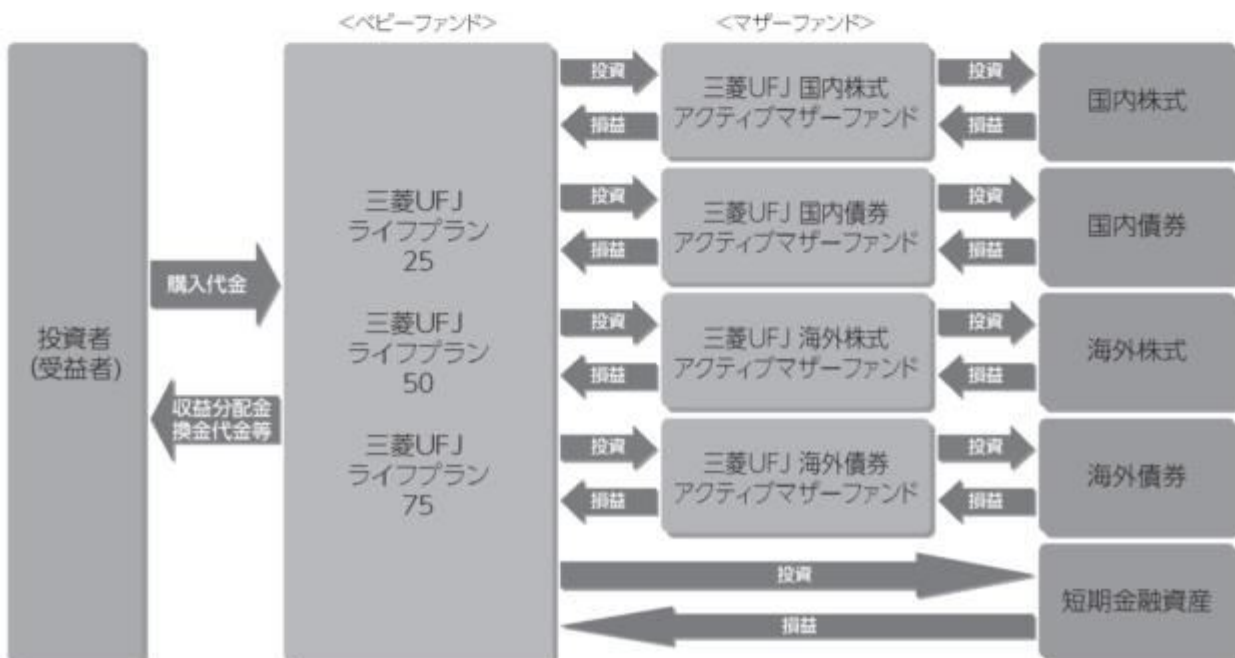 <ベビーファンド>
<マザーファンド>
投資者
(受益者)
購入代金
収益分配金
換金代金等
三菱UFJ
ライフプラン
25
三菱UFJ
ライフプラン
50
三菱UFJ
ライフプラン
75
投資
損益
三菱UFJ 国内株式
アクティブマザーファンド
投資
損益
国内株式
投資
損益
三菱UFJ 国内債券
アクティブマザーファンド
投資
損益
国内債券
投資
損益
三菱UFJ 海外株式
アクティブマザーファンド
投資
損益
海外株式
投資
損益
三菱UFJ 海外債券
アクティブマザーファンド
投資
損益
海外債券
投資
損益
短期金融資産